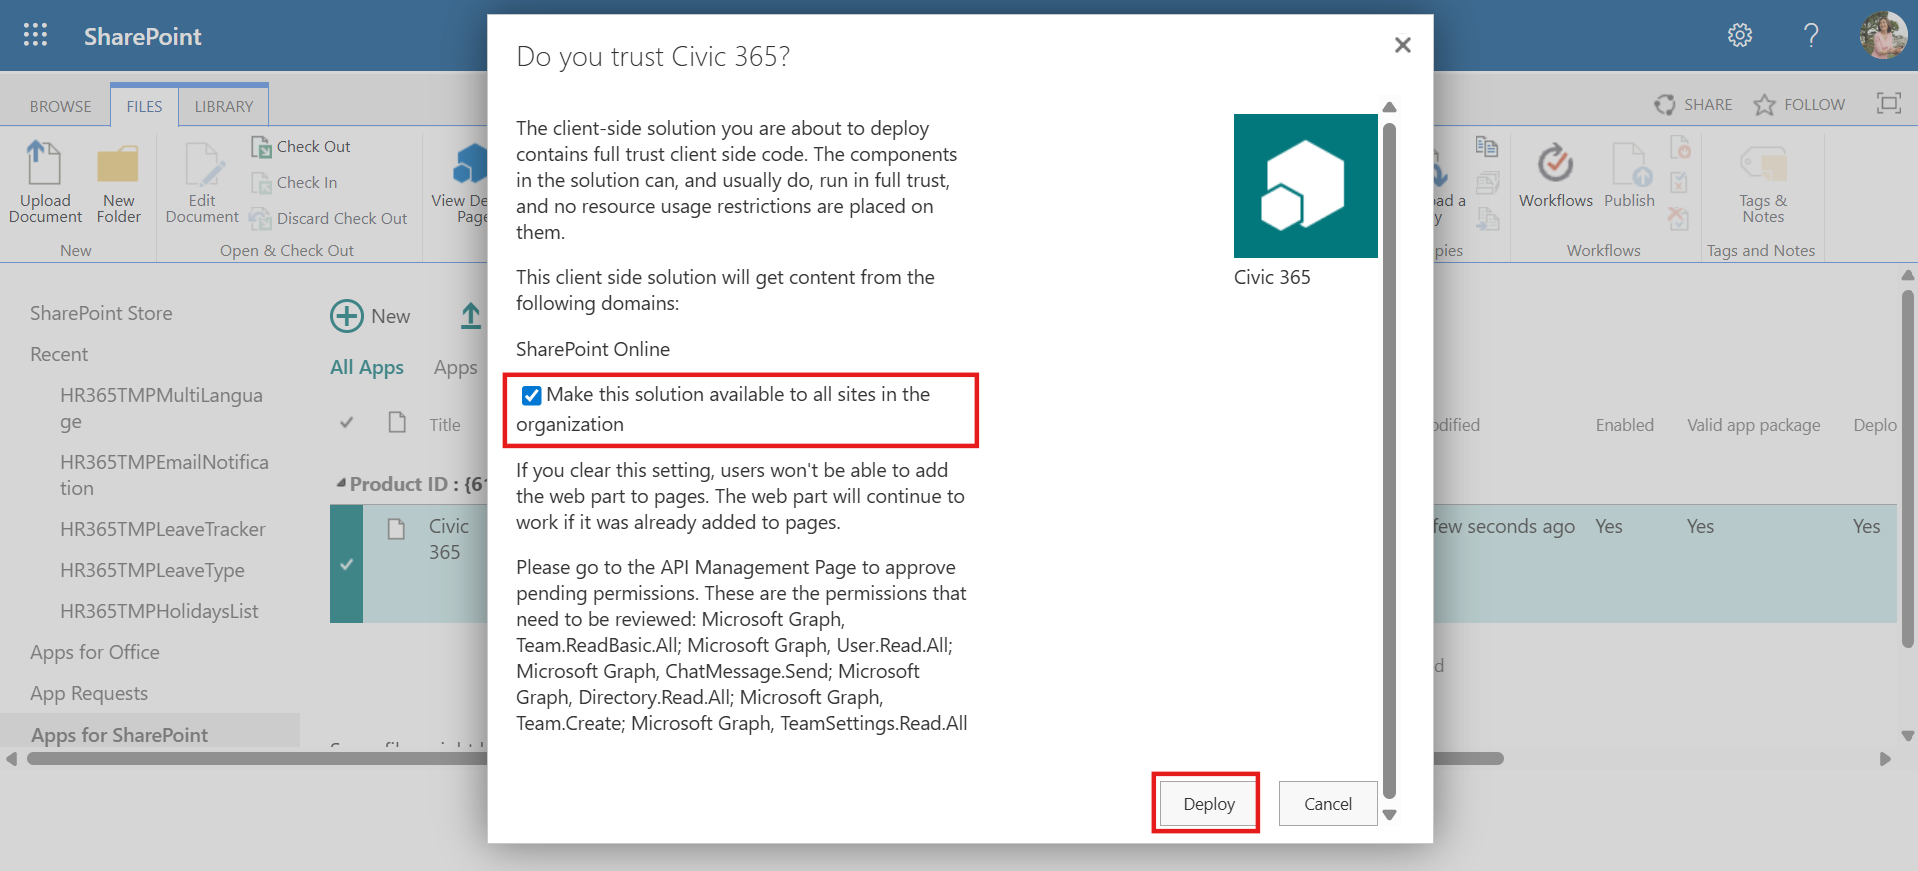 SharePoint
BROWSE
FILES
LIBRARY
SHARE
FOLLOW
Upload
Document
New
Folder
New
Edit
Document
Check Out
Check In
Discard Check Out
Open & Check Out
View De
Page
Workflows
Publish
Workflows
Tags &
Notes
Tags and Notes
SharePoint Store
Recent
HR365TMPMultiLangua
ge
HR365TMPEmailNotifica
tion
HR365TMPLeaveTracker
HR365TMPLeaveType
HR365TMPHolidaysList
Apps for Office
App Requests
Apps for SharePoint
New
All Apps
Apps
Title
Product ID : {6
Civic
365
odified
Enabled
Valid app package
Deplo
few seconds ago
Yes
Yes
Yes
Do you trust Civic 365?
The client-side solution you are about to deploy
contains full trust client side code. The components
in the solution can, and usually do, run in full trust,
and no resource usage restrictions are placed on
them.
This client side solution will get content from the
following domains:
SharePoint Online
Make this solution available to all sites in the
organization
If you clear this setting, users won't be able to add
the web part to pages. The web part will continue to
work if it was already added to pages.
Please go to the API Management Page to approve
pending permissions. These are the permissions that
need to be reviewed: Microsoft Graph,
Team.ReadBasic.All; Microsoft Graph, User.Read.All;
Microsoft Graph, ChatMessage.Send; Microsoft
Graph, Directory.Read.All; Microsoft Graph,
Team.Create; Microsoft Graph, TeamSettings.Read.All
Civic 365
Deploy
Cancel